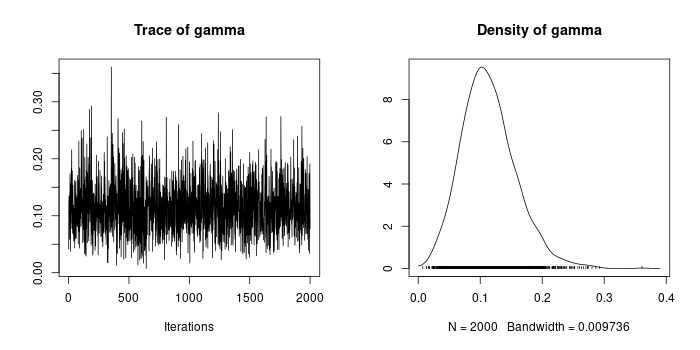 Trace of gamma
0.30
0.20
0.10
0.00
0 500 1000 1500 2000
Iterations
Density of gamma
8
6
4
2
0
0.0 0.1 0.2 0.3 0.4
N = 2000 Bandwidth = 0.009736